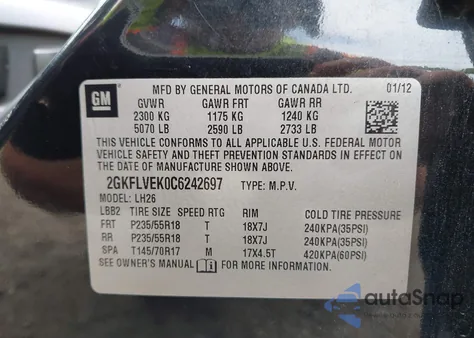 GM
MFD BY GENERAL MOTORS OF CANADA LTD. 01/12
GVWR GAWR FRT GAWR RR
2300 KG 1175 KG 1240 KG
5070 LB 2590 LB 2733 LB
THIS VEHICLE CONFORMS TO ALL APPLICABLE U.S. FEDERAL MOTOR
VEHICLE SAFETY AND THEFT PREVENTION STANDARDS IN EFFECT ON
THE DATE OF MANUFACTURE SHOWN ABOVE.
2GKFLVEK0C6242697 TYPE: M.P.V.
MODEL: LH26
LBB2 TIRE SIZE SPEED RTG RIM COLD TIRE PRESSURE
FRT P235/55R18 T 18X7J 240KPA(35PSI)
RR P235/55R18 T 18X7J 240KPA(35PSI)
SPA T145/70R17 M 17X4.5T 420KPA(60PSI)
SEE OWNER'S MANUAL FOR ADDITIONAL INFORMATION.
autoSnap